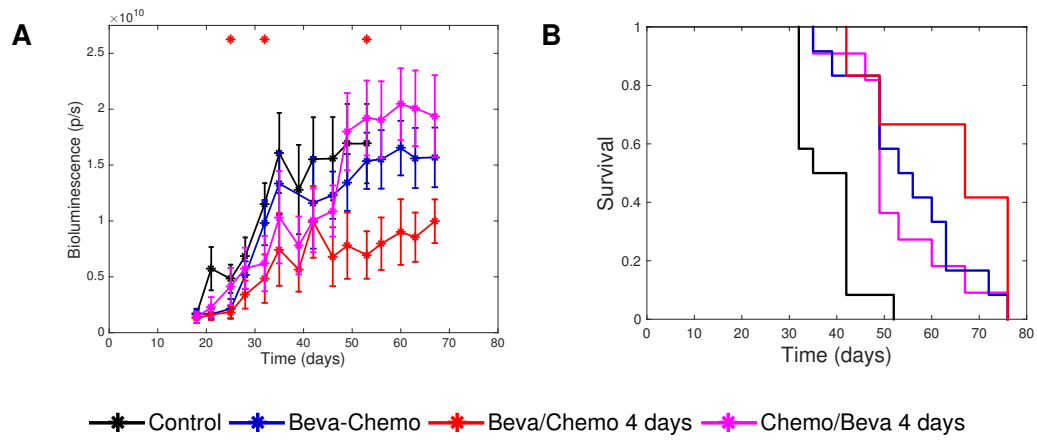 A
×10^10
2.5
2
1.5
1
0.5
0
Bioluminescence (p/s)
0 10 20 30 40 50 60 70 80
Time (days)
B
1
0.8
0.6
0.4
0.2
0
Survival
0 10 20 30 40 50 60 70 80
Time (days)
Control Beva-Chemo Beva/Chemo 4 days Chemo/Beva 4 days